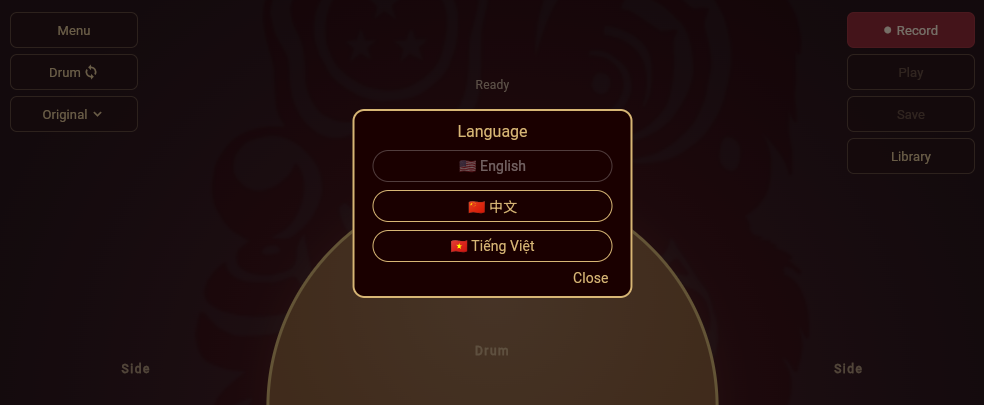 Menu
Drum
Original
Record
Play
Save
Library
Ready
Language
English
中文
Tiếng Việt
Close
Drum
Side
Side